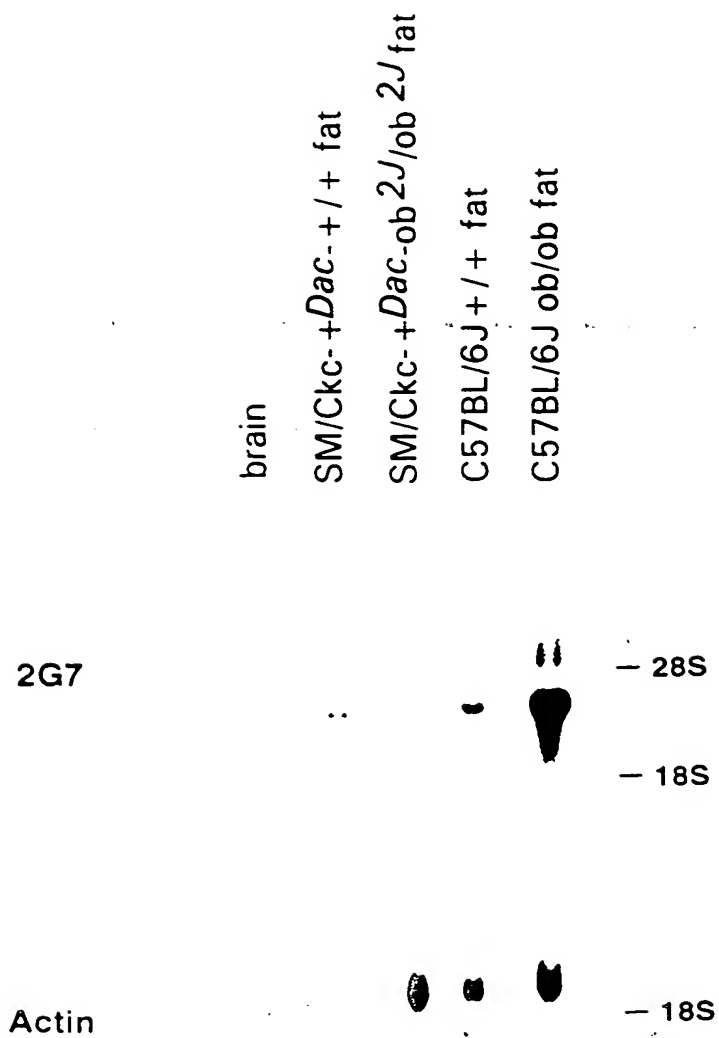 brain
SM/Ckc-+Dac-+/+ fat
SM/Ckc-+Dac-ob2J/ob2J fat
C57BL/6J +/+ fat
C57BL/6J ob/ob fat
2G7
— 28S
— 18S
Actin
— 18S